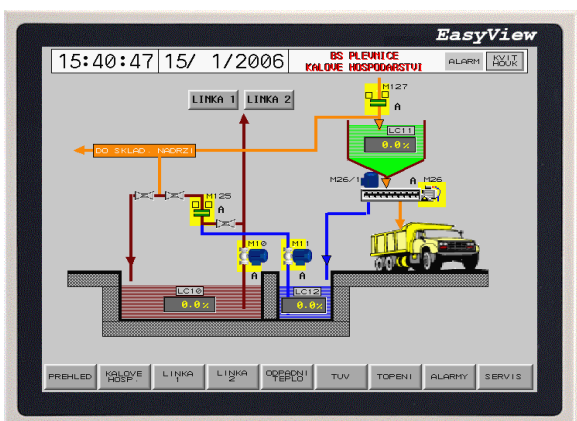 EasyView
15:40:47 15/ 1/2006
BS PLEVNICE
KALOVE HOSPODARSTVI
ALARM
KVIT
HOUK
LINKA 1 LINKA 2
M127
A
LC11
0.0%
DO SKLAD. NADRZI
M26/1 A M26
M125
A
M10 M11
A A
LC10
0.0%
LC12
0.0%
PREHLED
KALOVE
HOSP.
LINKA
1
LINKA
2
ODPADNI
TEPLO
TUV
TOPENI
ALARMY
SERVIS